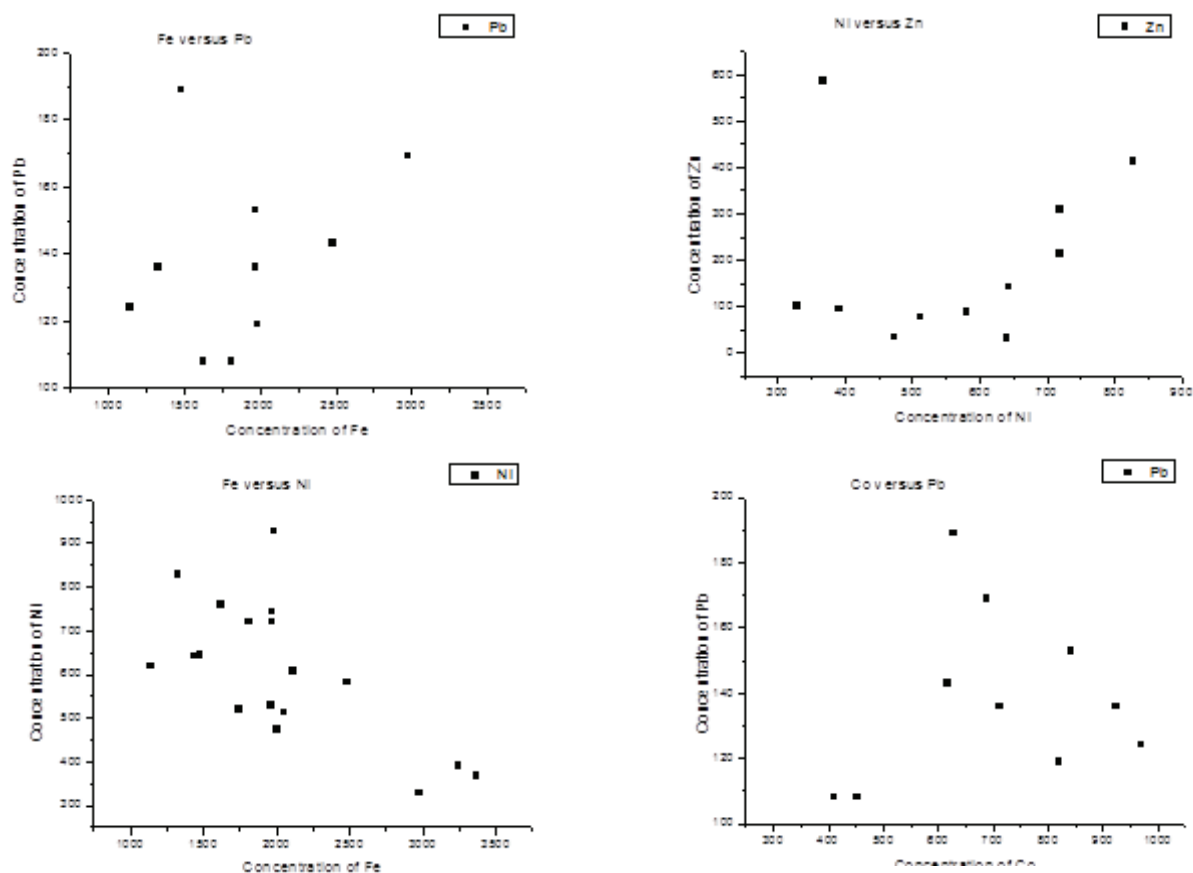 Pb
Fe versus Pb
200
180
160
140
120
100
Concentration of Pb
1000 1500 2000 2500 3000 3500
Concentration of Fe
Zn
Ni versus Zn
600
500
400
300
200
100
0
Concentration of Zn
300 400 500 600 700 800 900
Concentration of Ni
Ni
Fe versus Ni
1000
900
800
700
600
500
400
300
Concentration of Ni
1000 1500 2000 2500 3000 3500
Concentration of Fe
Pb
Co versus Pb
200
180
160
140
120
100
Concentration of Pb
300 400 500 600 700 800 900 1000
Concentration of Co